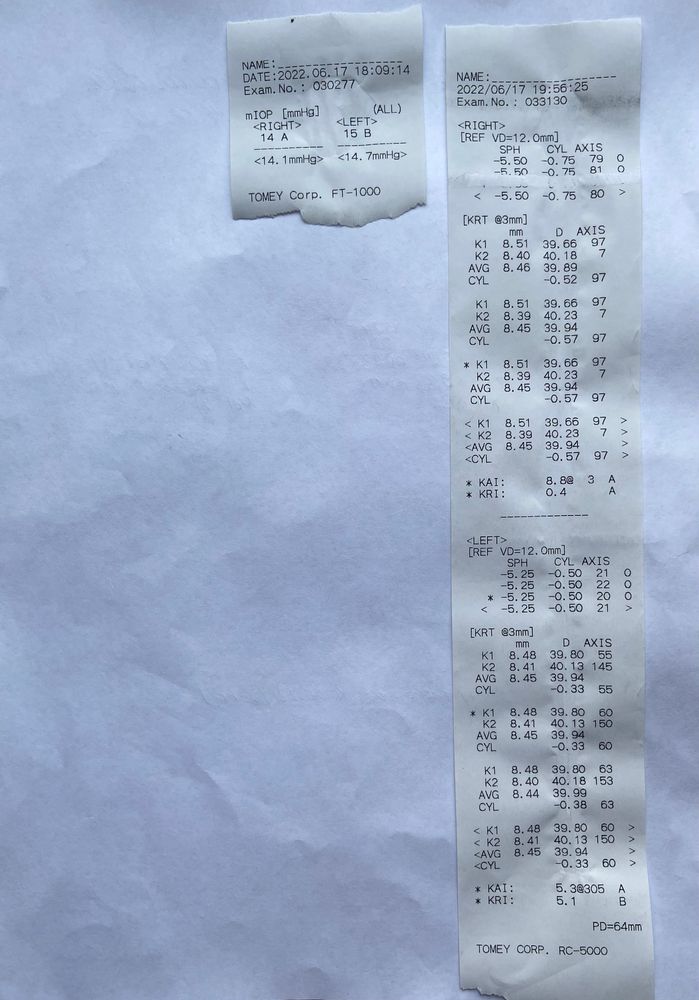 NAME:_________________
DATE:2022.06.17 18:09:14
Exam.No.: 030277
mIOP [mmHg] (ALL)
<RIGHT> <LEFT>
14 A 15 B
----------- -----------
<14.1mmHg> <14.7mmHg>
TOMEY Corp. FT-1000
NAME:_________________
2022/06/17 19:56:25
Exam.No.: 033130
<RIGHT>
[REF VD=12.0mm]
SPH CYL AXIS
-5.50 -0.75 79 O
-5.50 -0.75 81 O
< -5.50 -0.75 80 >
[KRT @3mm]
mm D AXIS
K1 8.51 39.66 97
K2 8.40 40.18 7
AVG 8.46 39.89
CYL -0.52 97
K1 8.51 39.66 97
K2 8.39 40.23 7
AVG 8.45 39.94
CYL -0.57 97
* K1 8.51 39.66 97
K2 8.39 40.23 7
AVG 8.45 39.94
CYL -0.57 97
< K1 8.51 39.66 97 >
< K2 8.39 40.23 7 >
<AVG 8.45 39.94 >
<CYL -0.57 97 >
* KAI: 8.8@ 3 A
* KRI: 0.4 A
-------------
<LEFT>
[REF VD=12.0mm]
SPH CYL AXIS
-5.25 -0.50 21 O
-5.25 -0.50 22 O
* -5.25 -0.50 20 O
< -5.25 -0.50 21 >
[KRT @3mm]
mm D AXIS
K1 8.48 39.80 55
K2 8.41 40.13 145
AVG 8.45 39.94
CYL -0.33 55
* K1 8.48 39.80 60
K2 8.41 40.13 150
AVG 8.45 39.94
CYL -0.33 60
K1 8.48 39.80 63
K2 8.40 40.18 153
AVG 8.44 39.99
CYL -0.38 63
< K1 8.48 39.80 60 >
< K2 8.41 40.13 150 >
<AVG 8.45 39.94 >
<CYL -0.33 60 >
* KAI: 5.3@305 A
* KRI: 5.1 B
PD=64mm
TOMEY CORP. RC-5000